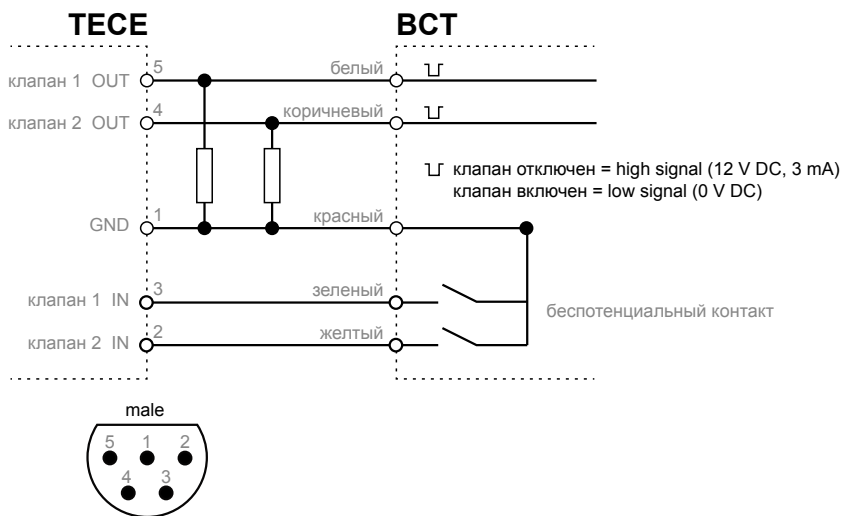 TECE BCT
клапан 1 OUT 5 белый
клапан 2 OUT 4 коричневый
клапан отключен = high signal (12 V DC, 3 mA)
клапан включен = low signal (0 V DC)
GND 1 красный
клапан 1 IN 3 зеленый
беспотенциальный контакт
клапан 2 IN 2 желтый
male
5 1 2
4 3